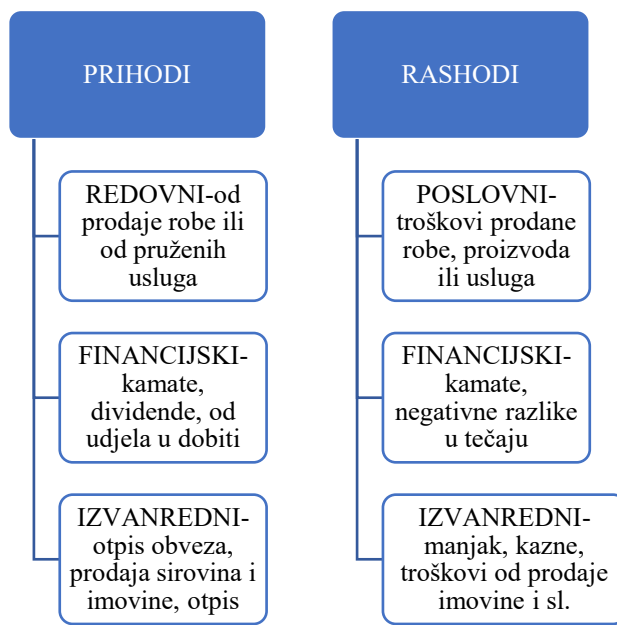 PRIHODI
REDOVNI-od
prodaje robe ili
od pruženih
usluga
FINANCIJSKI-
kamate,
dividende, od
udjela u dobiti
IZVANREDNI-
otpis obveza,
prodaja sirovina i
imovine, otpis
RASHODI
POSLOVNI-
troškovi prodane
robe, proizvoda
ili usluga
FINANCIJSKI-
kamate,
negativne razlike
u tečaju
IZVANREDNI-
manjak, kazne,
troškovi od prodaje
imovine i sl.